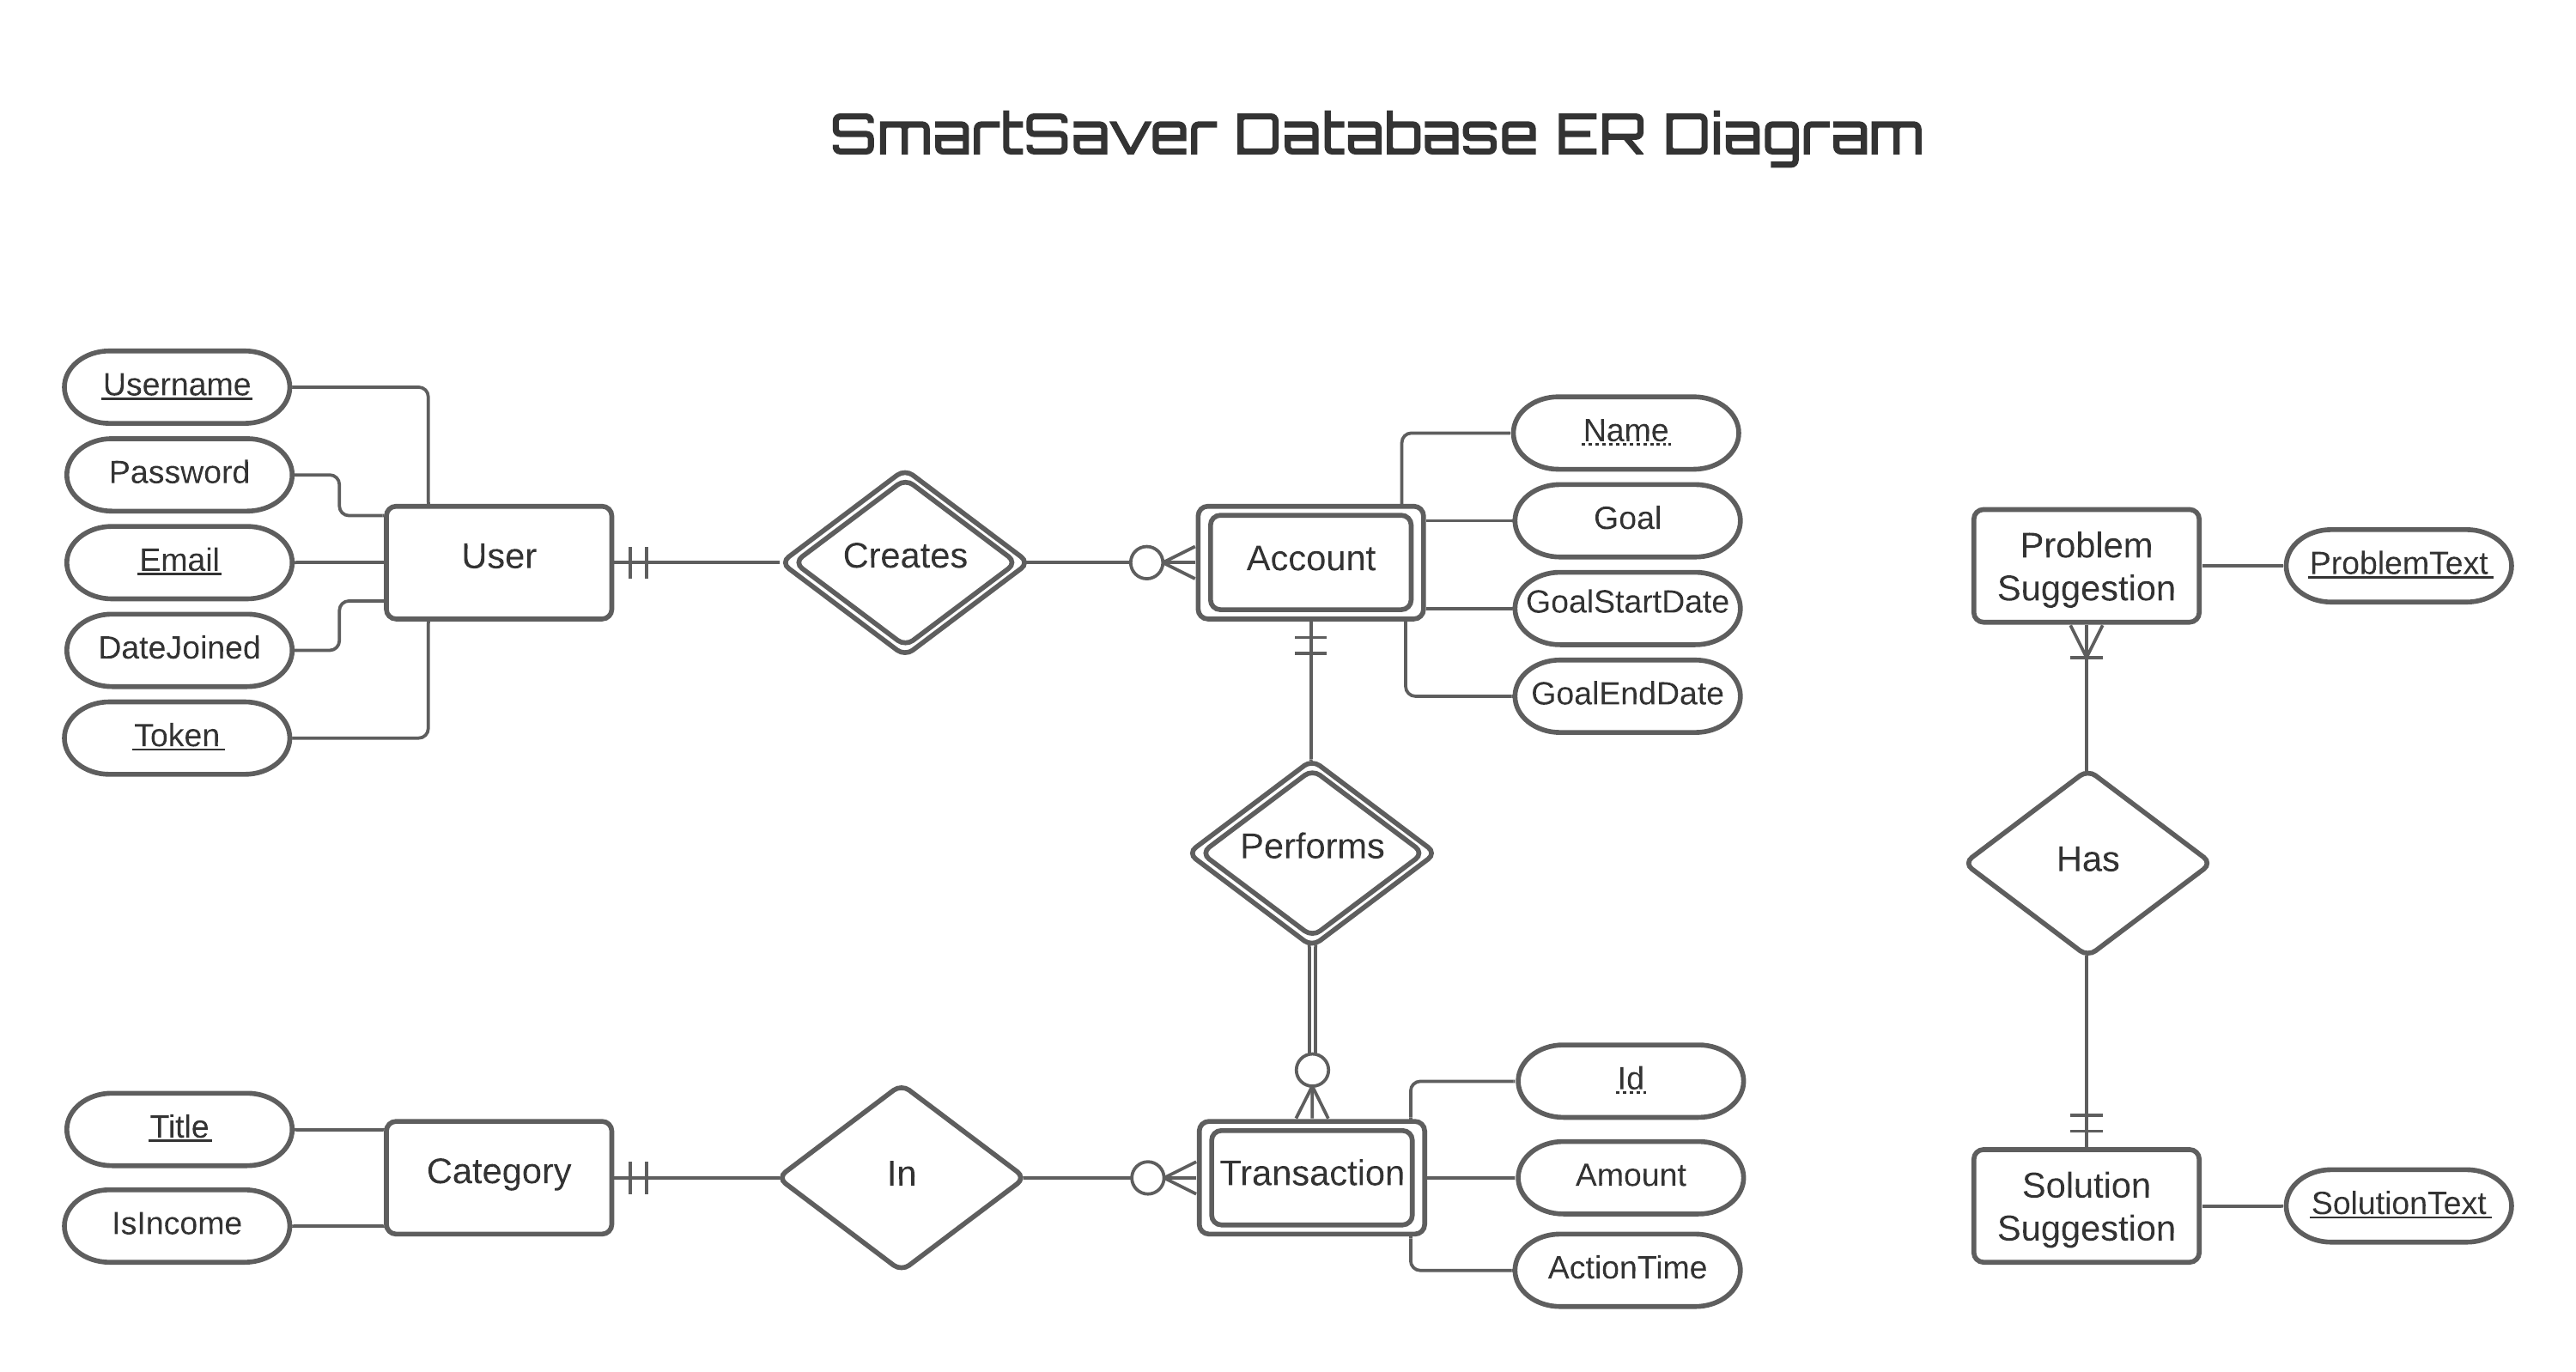 SmartSaver Database ER Diagram
Username
Password
Email
DateJoined
Token
User
Creates
Account
Name
Goal
GoalStartDate
GoalEndDate
Performs
Title
IsIncome
Category
In
Transaction
Id
Amount
ActionTime
Problem
Suggestion
ProblemText
Has
Solution
Suggestion
SolutionText